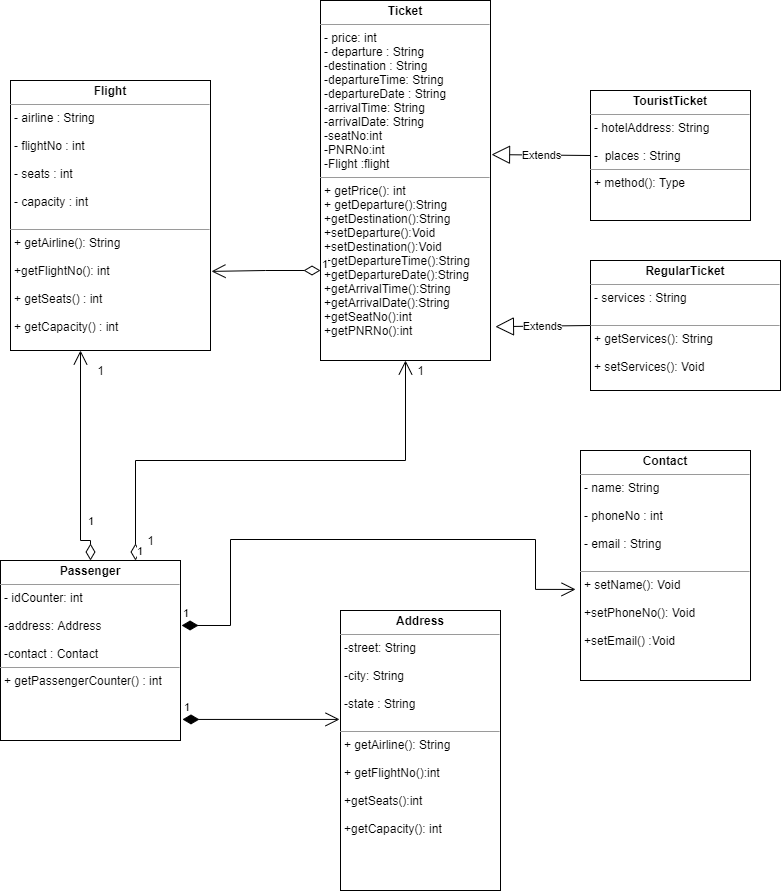 Ticket
- price: int
- departure : String
-destination : String
-departureTime: String
-departureDate : String
-arrivalTime: String
-arrivalDate: String
-seatNo:int
-PNRNo:int
-Flight :flight
+ getPrice(): int
+ getDeparture():String
+getDestination():String
+setDeparture():Void
+setDestination():Void
-getDepartureTime():String
+getDepartureDate():String
+getArrivalTime():String
+getArrivalDate():String
+getSeatNo():int
+getPNRNo():int
Flight
- airline : String
- flightNo : int
- seats : int
- capacity : int
+ getAirline(): String
+getFlightNo(): int
+ getSeats() : int
+ getCapacity() : int
TouristTicket
- hotelAddress: String
- places : String
+ method(): Type
Extends
RegularTicket
- services : String
+ getServices(): String
+ setServices(): Void
Extends
1
1
1
1
1
1
Contact
- name: String
- phoneNo : int
- email : String
+ setName(): Void
+setPhoneNo(): Void
+setEmail() :Void
Passenger
- idCounter: int
-address: Address
-contact : Contact
+ getPassengerCounter() : int
1
1
Address
-street: String
-city: String
-state : String
+ getAirline(): String
+ getFlightNo():int
+getSeats():int
+getCapacity(): int